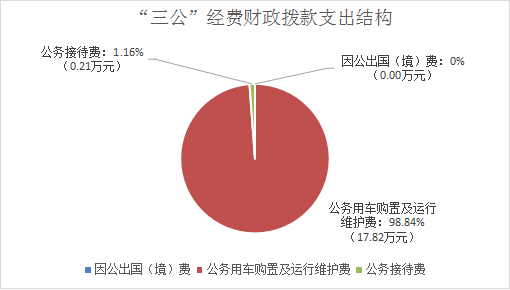 “三公”经费财政拨款支出结构
公务接待费：1.16%
（0.21万元）
因公出国（境）费：0%
（0.00万元）
公务用车购置及运行
维护费：98.84%
（17.82万元）
因公出国（境）费 公务用车购置及运行维护费 公务接待费